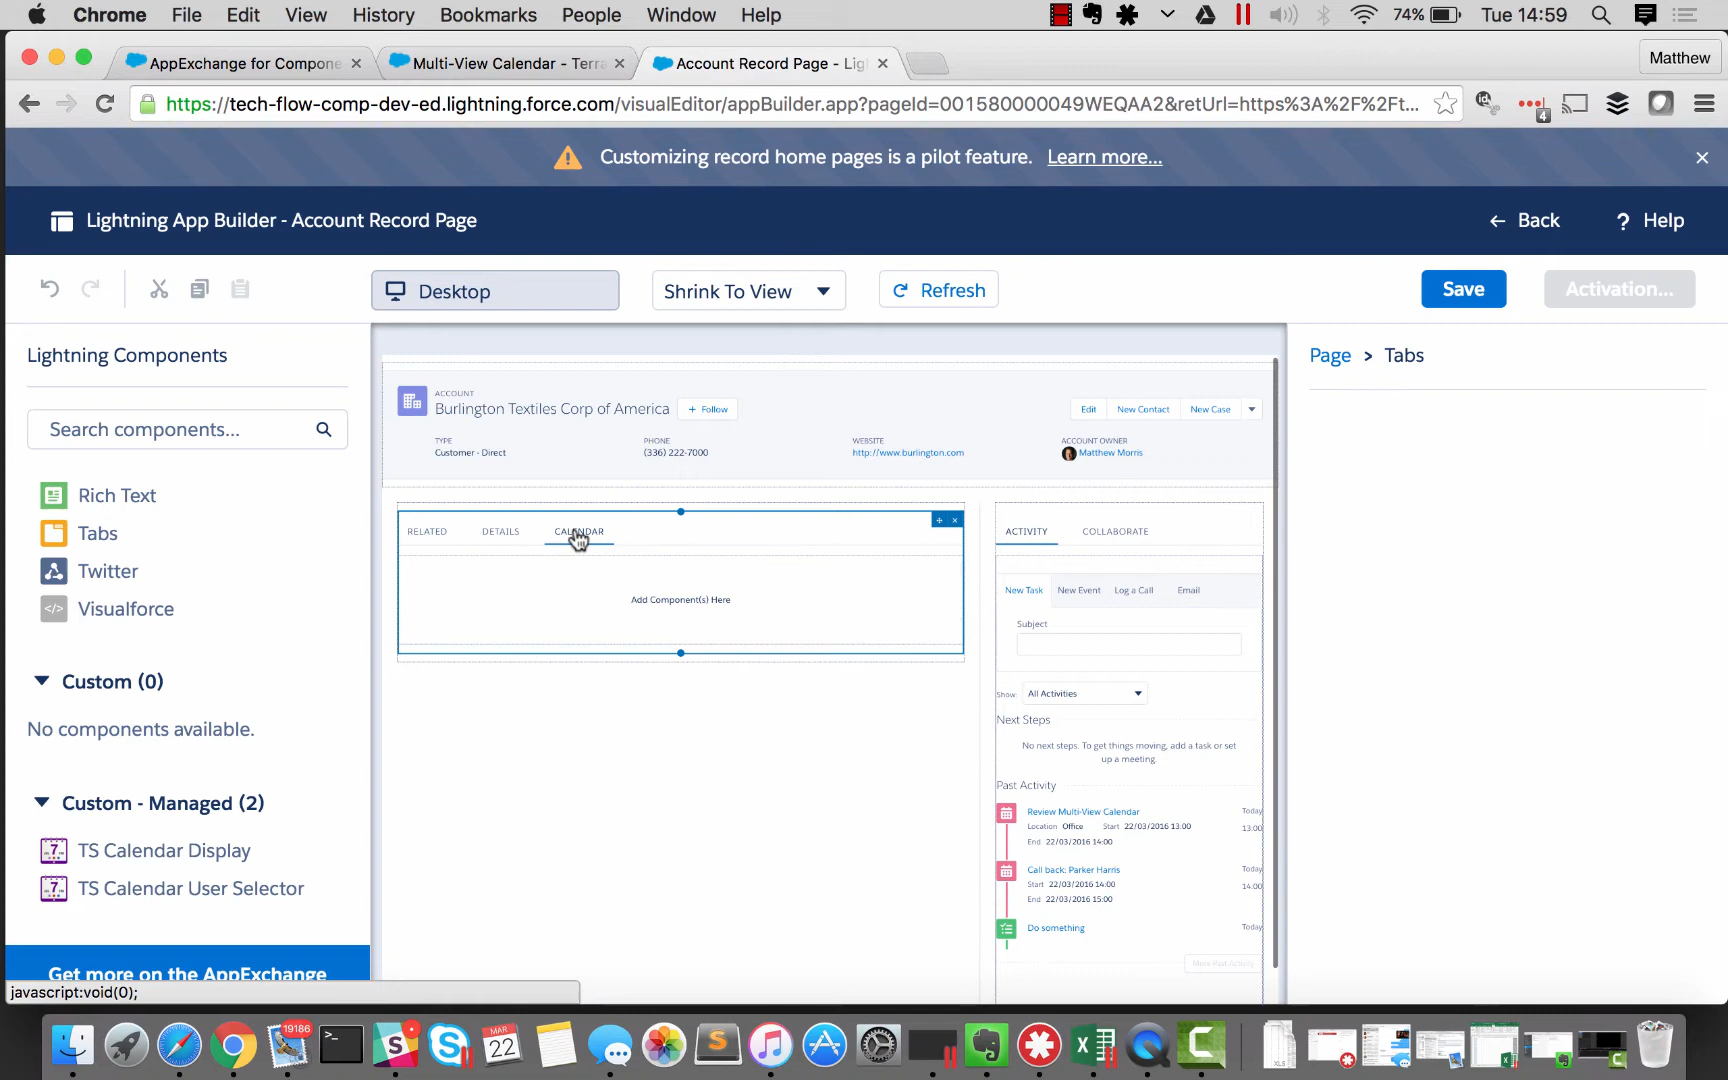 Chrome File Edit View History Bookmarks People Window Help 74% Tue 14:59
AppExchange for Compone Multi-View Calendar - Terra Account Record Page - Lig Matthew
https://tech-flow-comp-dev-ed.lightning.force.com/visualEditor/appBuilder.app?pageId=001580000049WEQAA2&retUrl=https%3A%2F%2Ft... 4
Customizing record home pages is a pilot feature. Learn more...
Lightning App Builder - Account Record Page ← Back ? Help
Desktop Shrink To View Refresh Save Activation...
Lightning Components
Page > Tabs
Search components...
Rich Text
Tabs
Twitter
Visualforce
Custom (0)
No components available.
Custom - Managed (2)
TS Calendar Display
TS Calendar User Selector
Get more on the AppExchange
javascript:void(0);
ACCOUNT
Burlington Textiles Corp of America + Follow Edit New Contact New Case
TYPE PHONE WEBSITE ACCOUNT OWNER
Customer - Direct (336) 222-7000 http://www.burlington.com Matthew Morris
RELATED DETAILS CALENDAR
Add Component(s) Here
ACTIVITY COLLABORATE
New Task New Event Log a Call Email
Subject
Show: All Activities
Next Steps
No next steps. To get things moving, add a task or set
up a meeting.
Past Activity
Review Multi-View Calendar Today
Location Office Start 22/03/2016 13:00 13:00
End 22/03/2016 14:00
Call back: Parker Harris Today
Start 22/03/2016 14:00 14:00
End 22/03/2016 15:00
Do something Today
More Past Activity
19186
MAR
22
XLS